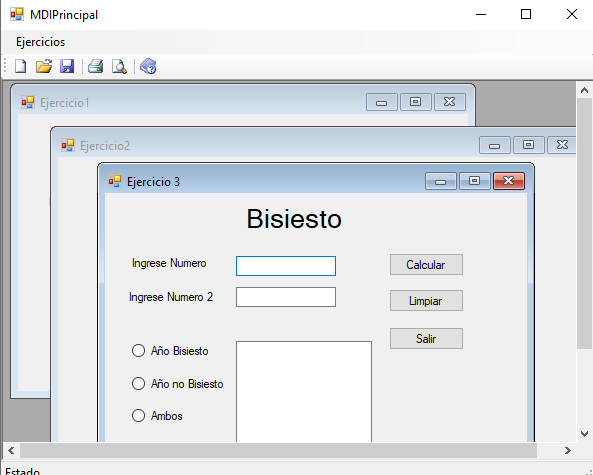 MDIPrincipal
Ejercicios
Ejercicio1
Ejercicio2
Ejercicio 3
Bisiesto
Ingrese Numero
Calcular
Ingrese Numero 2
Limpiar
Salir
Año Bisiesto
Año no Bisiesto
Ambos
Estado